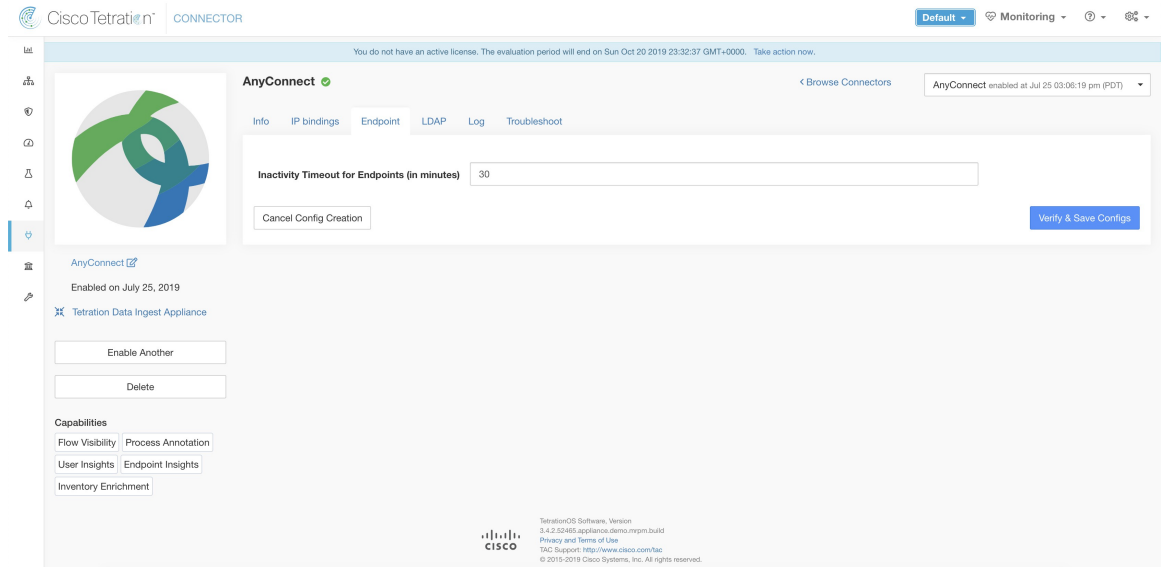 Cisco Tetration™ CONNECTOR Default Monitoring
You do not have an active license. The evaluation period will end on Sun Oct 20 2019 23:32:37 GMT+0000. Take action now.
AnyConnect
< Browse Connectors
AnyConnect enabled at Jul 25 03:06:19 pm (PDT)
Info IP bindings Endpoint LDAP Log Troubleshoot
Inactivity Timeout for Endpoints (in minutes) 30
Cancel Config Creation
Verify & Save Configs
AnyConnect
Enabled on July 25, 2019
Tetration Data Ingest Appliance
Enable Another
Delete
Capabilities
Flow Visibility Process Annotation
User Insights Endpoint Insights
Inventory Enrichment
CISCO
TetrationOS Software, Version
3.4.2.52465.appliance.demo.mrpm.build
Privacy and Terms of Use
TAC Support: http://www.cisco.com/tac
© 2015-2019 Cisco Systems, Inc. All rights reserved.